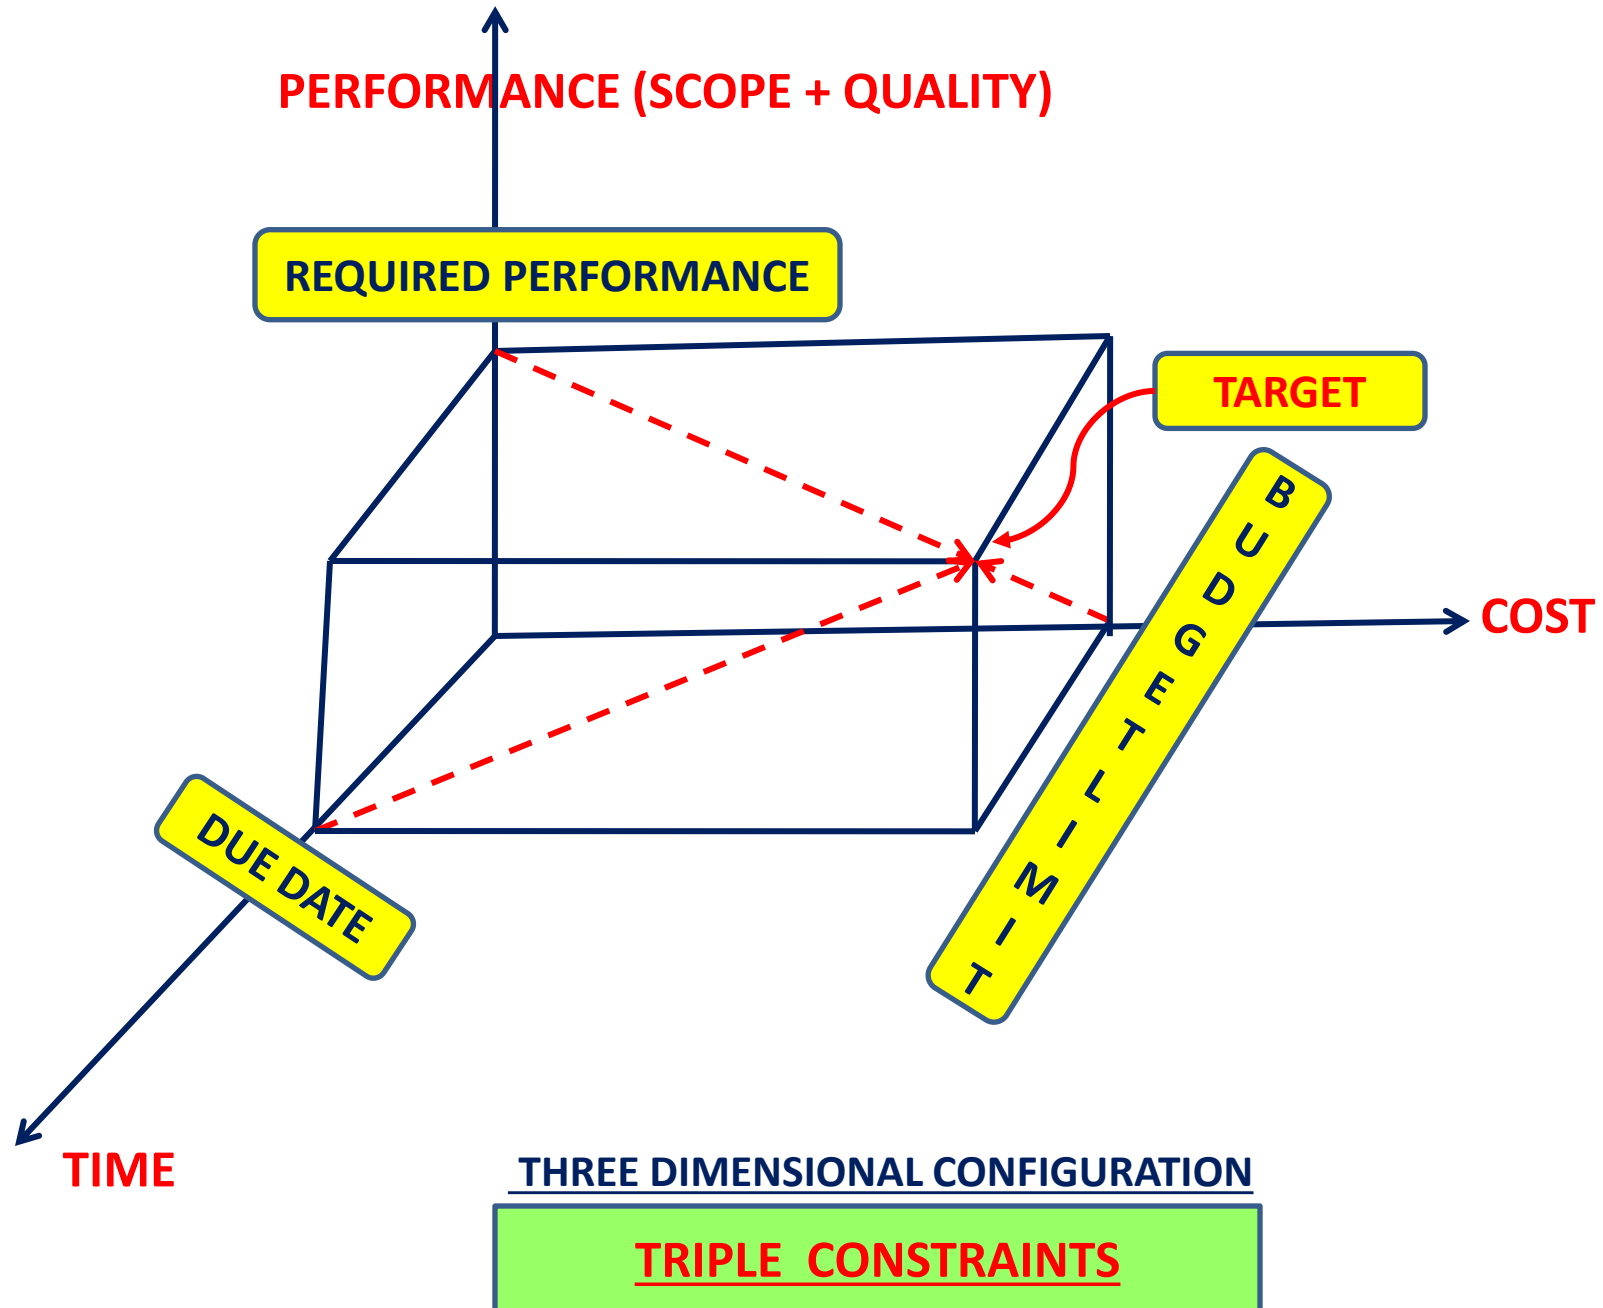 PERFORMANCE (SCOPE + QUALITY)
REQUIRED PERFORMANCE
TARGET
BUDGET LIMIT
COST
DUE DATE
TIME
THREE DIMENSIONAL CONFIGURATION
TRIPLE CONSTRAINTS